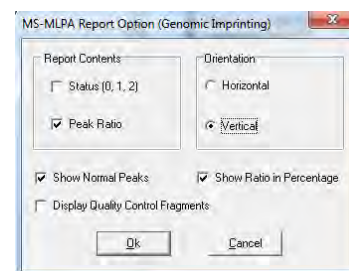 MS-MLPA Report Option (Genomic Imprinting)
Report Contents
Orientation
Status (0, 1, 2)
Horizontal
Peak Ratio
Vertical
Show Normal Peaks
Show Ratio in Percentage
Display Quality Control Fragments
Ok
Cancel